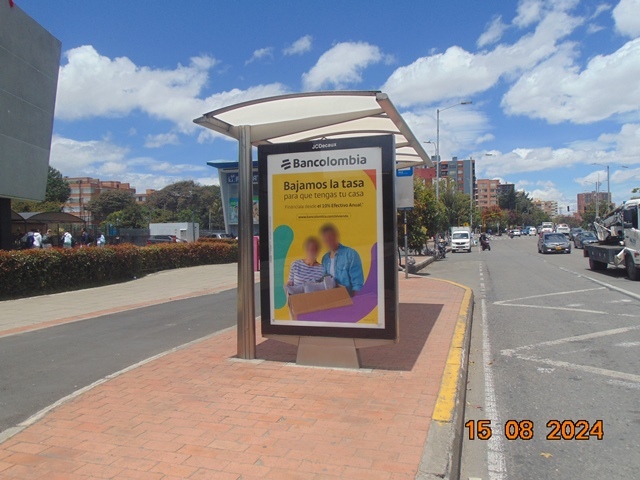 JCDecaux
Bancolombia
Bajamos la tasa
para que tengas tu casa
15 08 2024